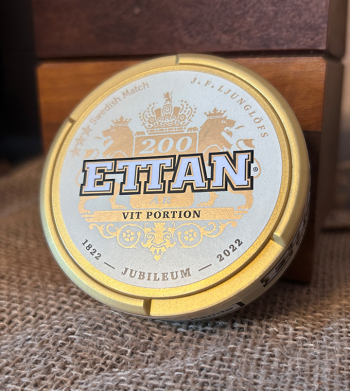 ★★★ Swedish Match
J. F. LJUNGLÖFS
200
ETTAN®
VIT PORTION
1822 — JUBILEUM — 2022